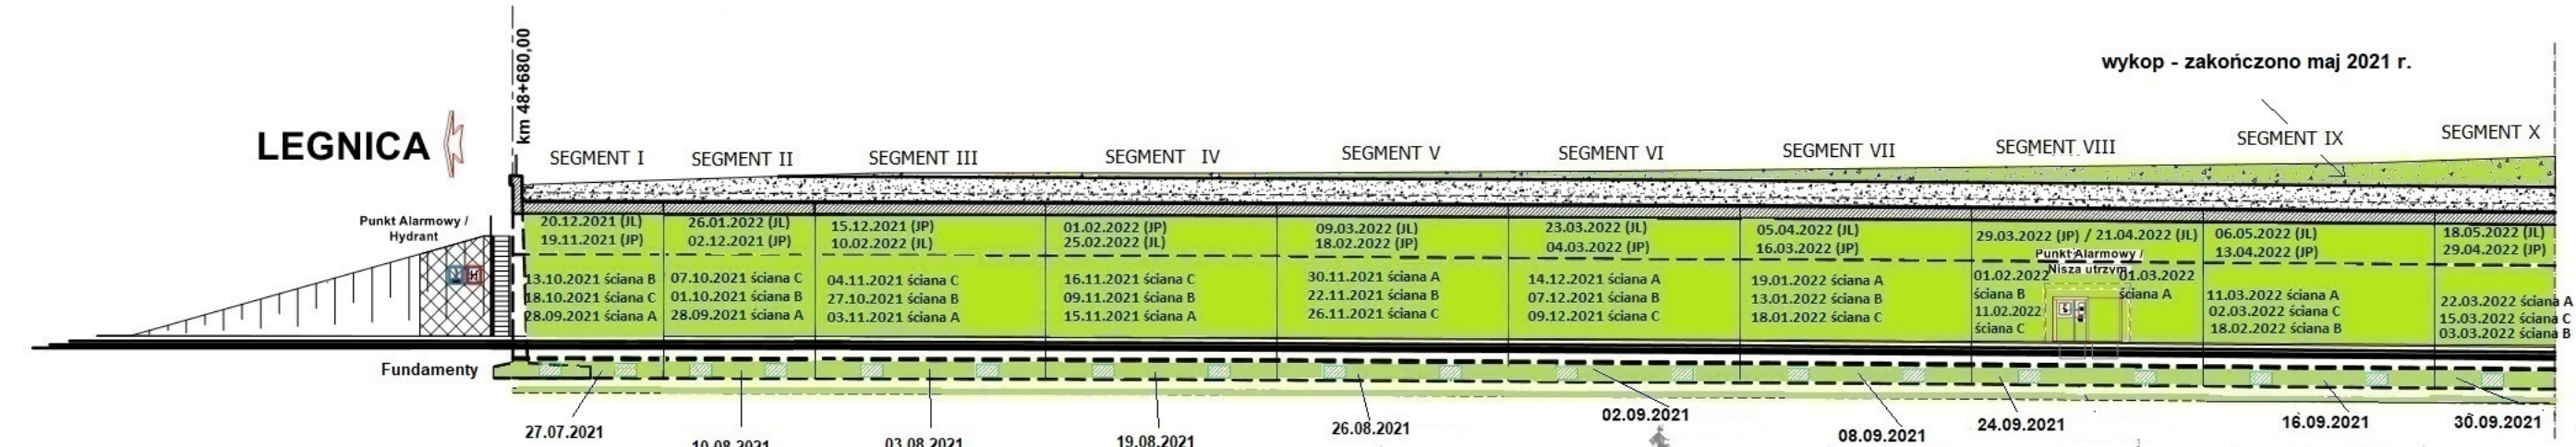 km 48+680,00
wykop - zakończono maj 2021 r.
LEGNICA
SEGMENT I
SEGMENT II
SEGMENT III
SEGMENT IV
SEGMENT V
SEGMENT VI
SEGMENT VII
SEGMENT VIII
SEGMENT IX
SEGMENT X
Punkt Alarmowy /
Hydrant
20.12.2021 (JL)
19.11.2021 (JP)
13.10.2021 ściana B
18.10.2021 ściana C
28.09.2021 ściana A
26.01.2022 (JL)
02.12.2021 (JP)
07.10.2021 ściana C
01.10.2021 ściana B
28.09.2021 ściana A
15.12.2021 (JP)
10.02.2022 (JL)
04.11.2021 ściana C
27.10.2021 ściana B
03.11.2021 ściana A
01.02.2022 (JP)
25.02.2022 (JL)
16.11.2021 ściana C
09.11.2021 ściana B
15.11.2021 ściana A
09.03.2022 (JL)
18.02.2022 (JP)
30.11.2021 ściana A
22.11.2021 ściana B
26.11.2021 ściana C
23.03.2022 (JL)
04.03.2022 (JP)
14.12.2021 ściana A
07.12.2021 ściana B
09.12.2021 ściana C
05.04.2022 (JL)
16.03.2022 (JP)
19.01.2022 ściana A
13.01.2022 ściana B
18.01.2022 ściana C
29.03.2022 (JP) / 21.04.2022 (JL)
Punkt Alarmowy /
Nisza utrzym.
01.02.2022
ściana B
11.02.2022
ściana C
01.03.2022
ściana A
06.05.2022 (JL)
13.04.2022 (JP)
11.03.2022 ściana A
02.03.2022 ściana C
18.02.2022 ściana B
18.05.2022 (JL)
29.04.2022 (JP)
22.03.2022 ściana A
15.03.2022 ściana C
03.03.2022 ściana B
Fundamenty
27.07.2021
10.08.2021
03.08.2021
19.08.2021
26.08.2021
02.09.2021
08.09.2021
24.09.2021
16.09.2021
30.09.2021